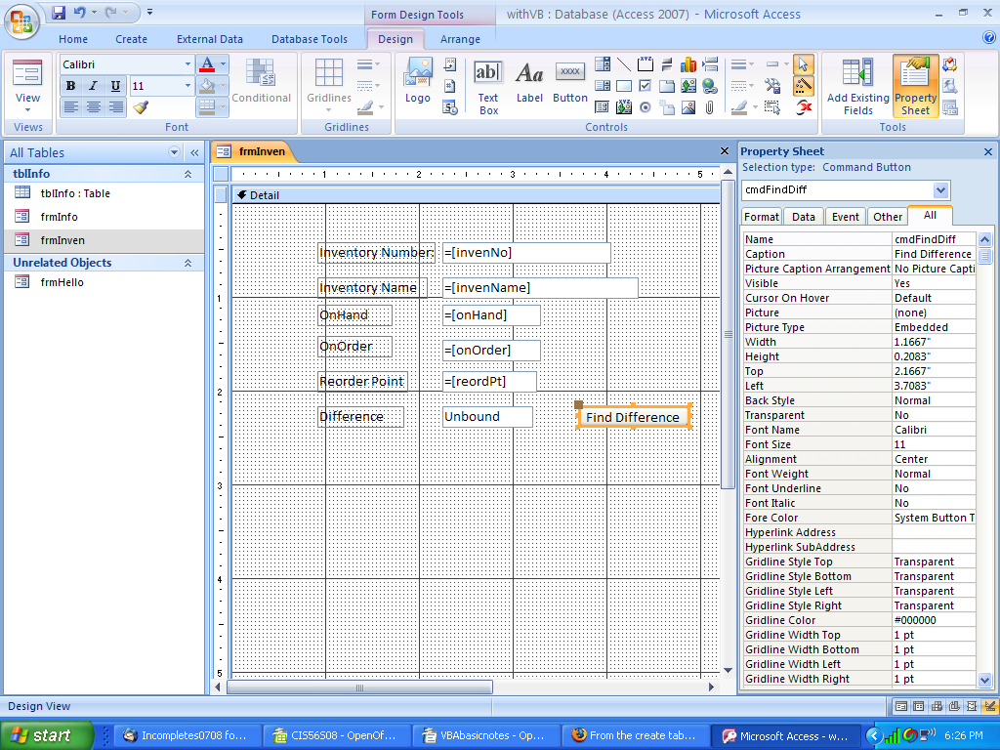 Form Design Tools
withVB : Database (Access 2007) - Microsoft Access
Home Create External Data Database Tools Design Arrange
View
Views
Calibri
B I U 11
A
Conditional
Font
Gridlines
Gridlines
Logo
ab|
Text Box
Aa
Label
XXXX
Button
XYZ
Controls
Add Existing Fields
Property Sheet
Tools
All Tables
tblInfo
tblInfo : Table
frmInfo
frmInven
Unrelated Objects
frmHello
frmInven
1 2 3 4 5
Detail
Inventory Number: =[invenNo]
Inventory Name =[invenName]
1
OnHand =[onHand]
OnOrder =[onOrder]
Reorder Point =[reordPt]
2
Difference Unbound Find Difference
3
4
5
Property Sheet
Selection type: Command Button
cmdFindDiff
Format Data Event Other All
Name cmdFindDiff
Caption Find Difference
Picture Caption Arrangement No Picture Capti
Visible Yes
Cursor On Hover Default
Picture (none)
Picture Type Embedded
Width 1.1667"
Height 0.2083"
Top 2.1667"
Left 3.7083"
Back Style Normal
Transparent No
Font Name Calibri
Font Size 11
Alignment Center
Font Weight Normal
Font Underline No
Font Italic No
Fore Color System Button T
Hyperlink Address
Hyperlink SubAddress
Gridline Style Top Transparent
Gridline Style Bottom Transparent
Gridline Style Left Transparent
Gridline Style Right Transparent
Gridline Color #000000
Gridline Width Top 1 pt
Gridline Width Bottom 1 pt
Gridline Width Left 1 pt
Gridline Width Right 1 pt
Design View
start
Incompletes0708 fo...
CIS56S08 - OpenOf...
VBAbasicnotes - Op...
From the create tab...
Microsoft Access - w...
6:26 PM